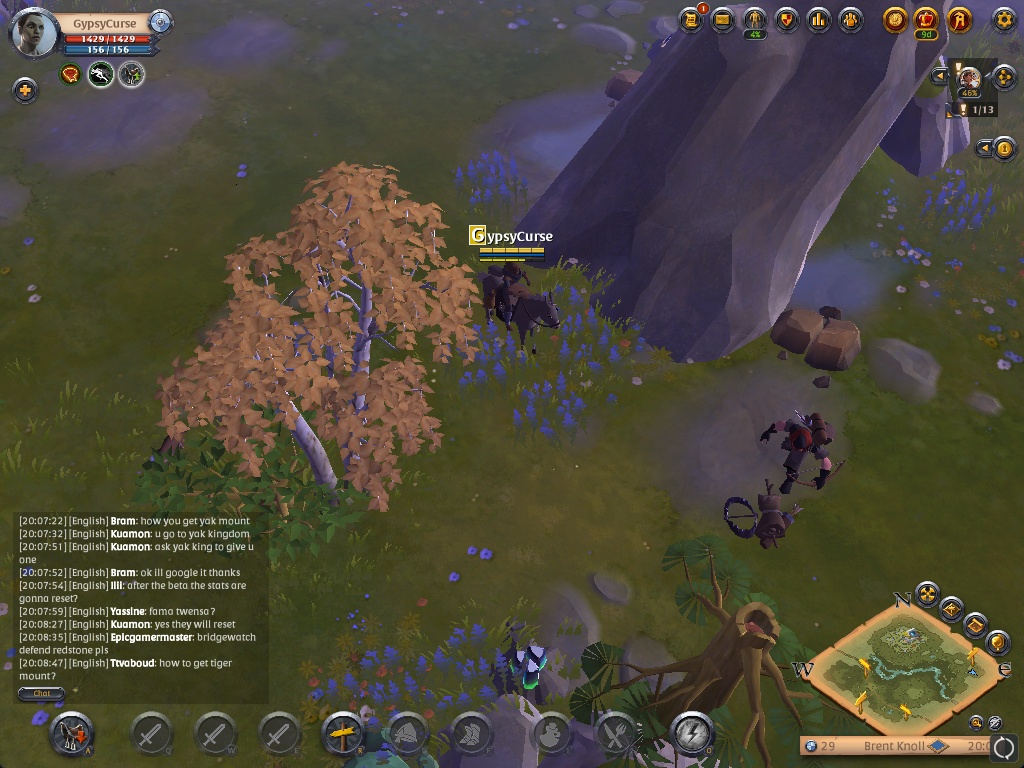 GypsyCurse
1429 / 1429
156 / 156
1
4%
9d
46%
1/13
GypsyCurse
[20:07:22] [English] Bram: how you get yak mount
[20:07:32] [English] Kuamon: u go to yak kingdom
[20:07:51] [English] Kuamon: ask yak king to give u
one
[20:07:52] [English] Bram: ok ill google it thanks
[20:07:54] [English] Illl: after the beta the stats are
gonna reset?
[20:07:59] [English] Yassine: fama twensa ?
[20:08:27] [English] Kuamon: yes they will reset
[20:08:35] [English] Epicgamermaster: bridgewatch
defend redstone pls
[20:08:47] [English] Ttvaboud: how to get tiger
mount?
Chat
N
W
E
A
Q
W
E
R
29
Brent Knoll